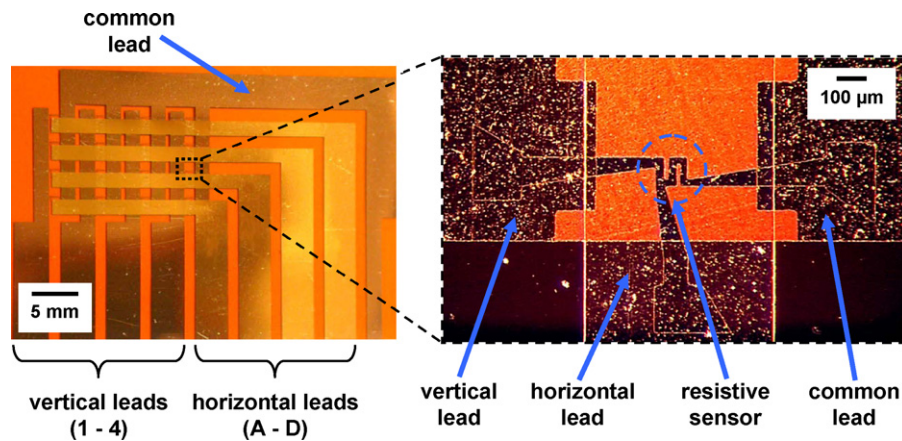 common
lead
100 µm
5 mm
vertical leads
(1 - 4)
horizontal leads
(A - D)
vertical
lead
horizontal
lead
resistive
sensor
common
lead